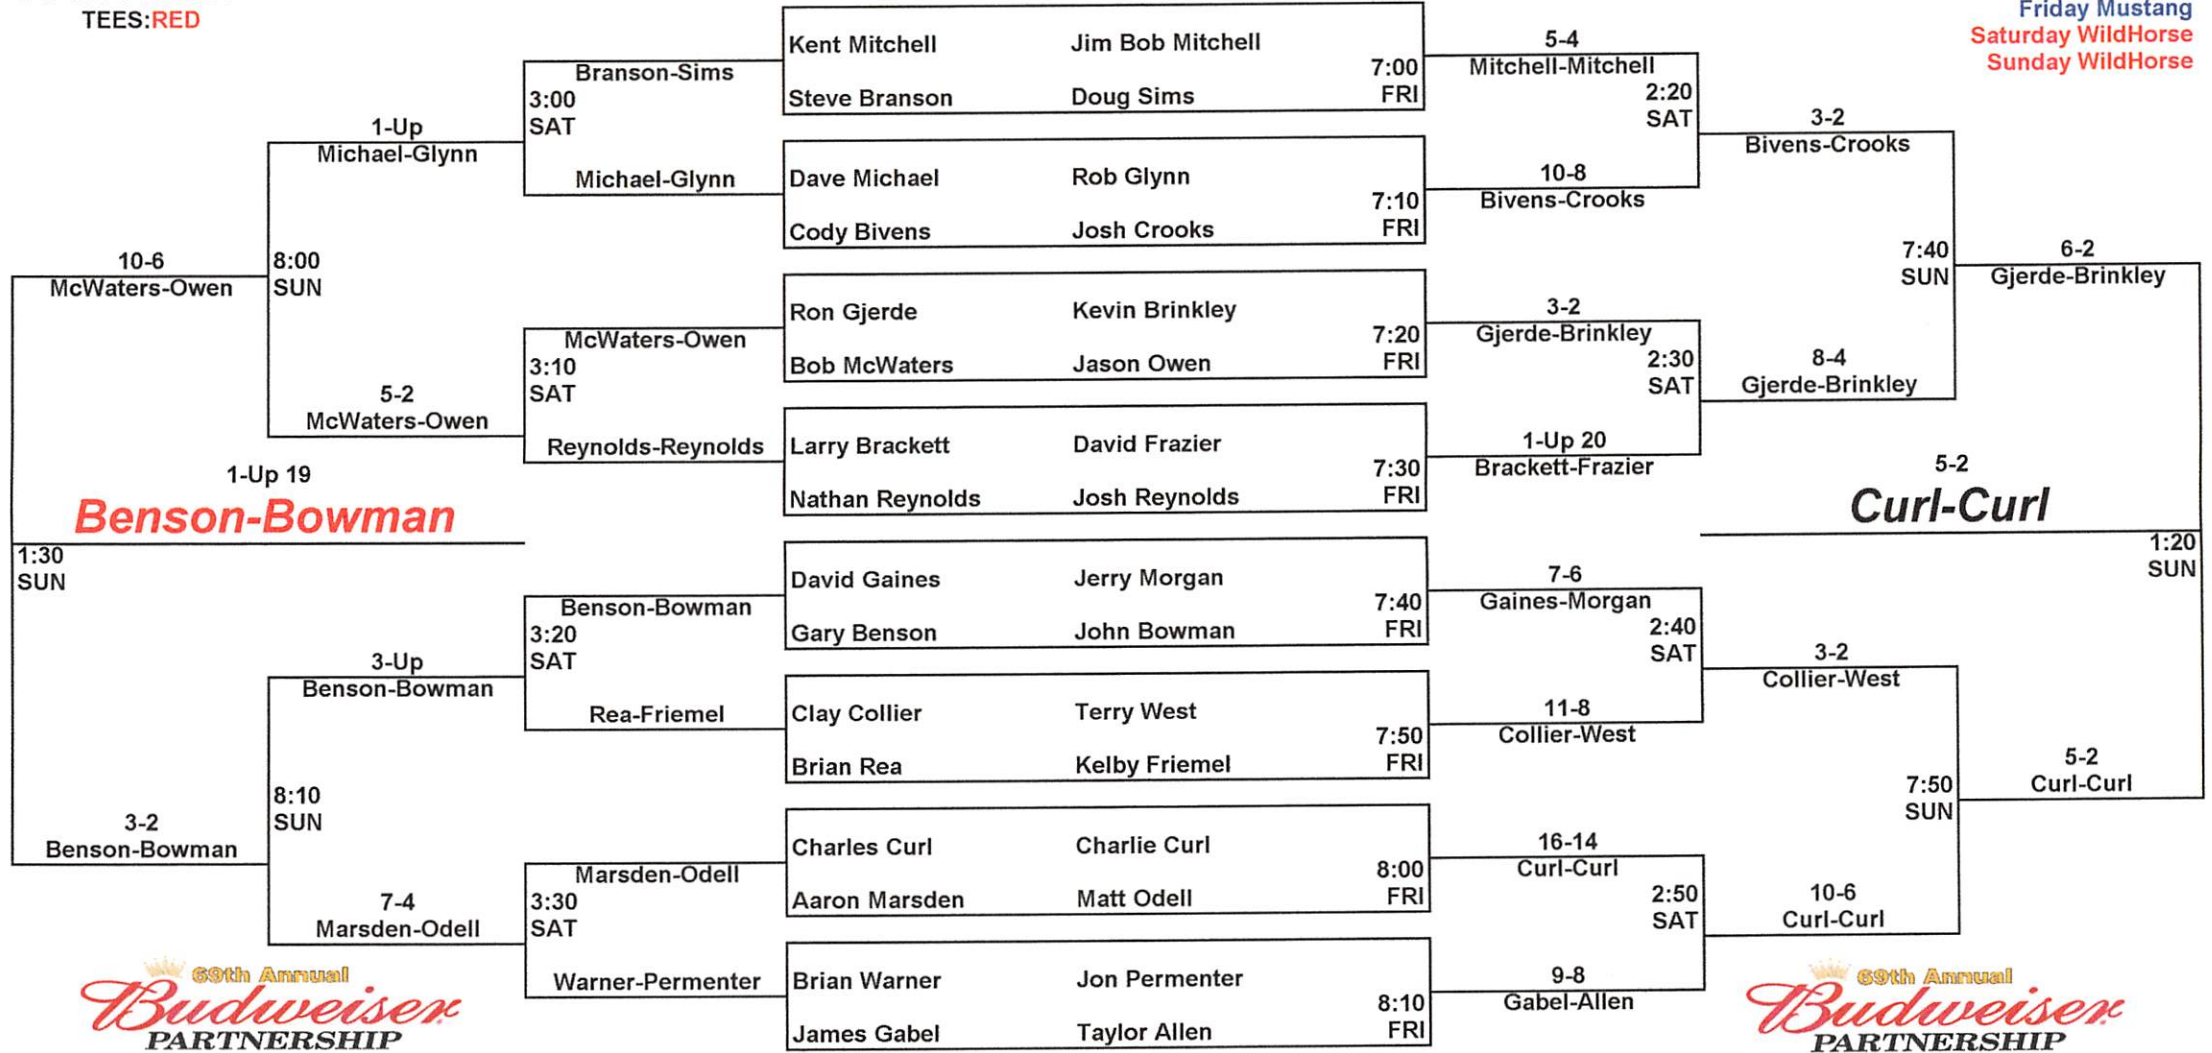 TEES:RED
Friday Mustang
Saturday WildHorse
Sunday WildHorse
10-6
McWaters-Owen
1-Up 19
Benson-Bowman
1:30
SUN
3-2
Benson-Bowman
1-Up
Michael-Glynn
8:00
SUN
5-2
McWaters-Owen
3-Up
Benson-Bowman
8:10
SUN
7-4
Marsden-Odell
Branson-Sims
3:00
SAT
Michael-Glynn
McWaters-Owen
3:10
SAT
Reynolds-Reynolds
Benson-Bowman
3:20
SAT
Rea-Friemel
Marsden-Odell
3:30
SAT
Warner-Permenter
Kent Mitchell Jim Bob Mitchell
7:00
Steve Branson Doug Sims FRI
Dave Michael Rob Glynn
7:10
Cody Bivens Josh Crooks FRI
Ron Gjerde Kevin Brinkley
7:20
Bob McWaters Jason Owen FRI
Larry Brackett David Frazier
7:30
Nathan Reynolds Josh Reynolds FRI
David Gaines Jerry Morgan
7:40
Gary Benson John Bowman FRI
Clay Collier Terry West
7:50
Brian Rea Kelby Friemel FRI
Charles Curl Charlie Curl
8:00
Aaron Marsden Matt Odell FRI
Brian Warner Jon Permenter
8:10
James Gabel Taylor Allen FRI
5-4
Mitchell-Mitchell
2:20
SAT
10-8
Bivens-Crooks
3-2
Gjerde-Brinkley
2:30
SAT
1-Up 20
Brackett-Frazier
7-6
Gaines-Morgan
2:40
SAT
11-8
Collier-West
16-14
Curl-Curl
2:50
SAT
9-8
Gabel-Allen
3-2
Bivens-Crooks
7:40
SUN
8-4
Gjerde-Brinkley
3-2
Collier-West
7:50
SUN
10-6
Curl-Curl
6-2
Gjerde-Brinkley
5-2
Curl-Curl
1:20
SUN
5-2
Curl-Curl
69th Annual
Budweiser
PARTNERSHIP
69th Annual
Budweiser
PARTNERSHIP